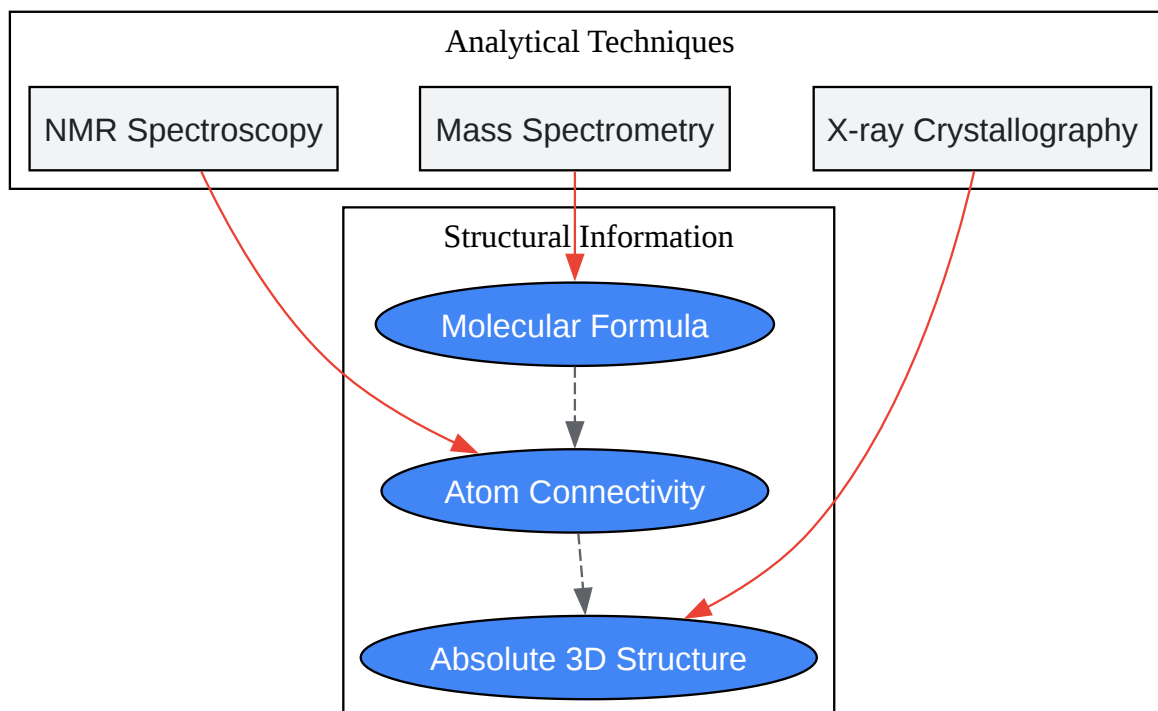 Analytical Techniques
NMR Spectroscopy
Mass Spectrometry
X-ray Crystallography
Structural Information
Molecular Formula
Atom Connectivity
Absolute 3D Structure